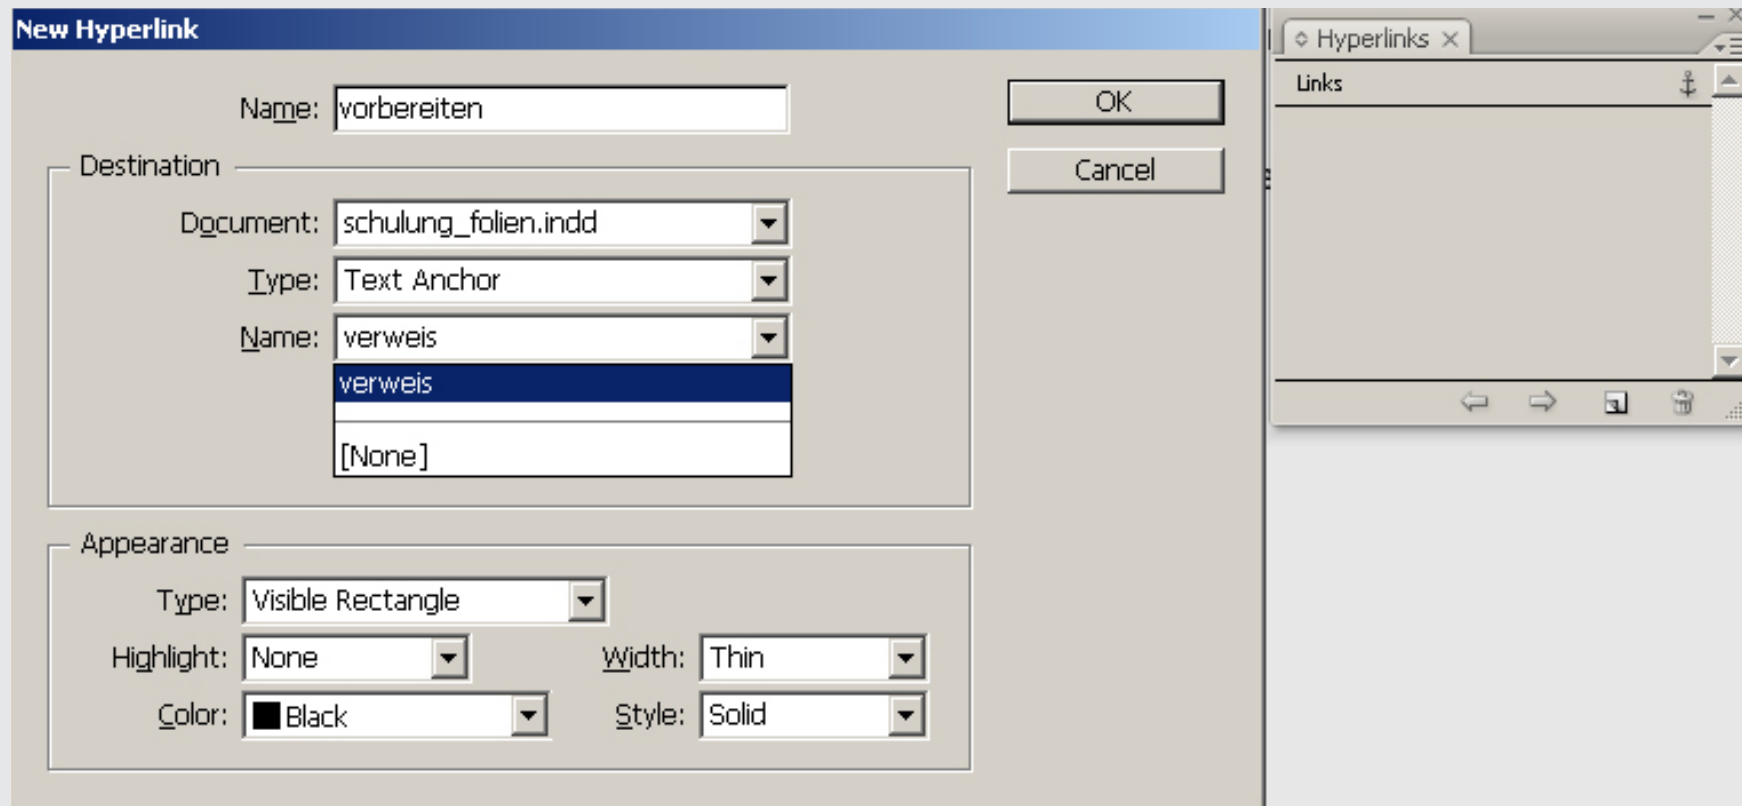 New Hyperlink
Name: vorbereiten
OK
Cancel
Destination
Document: schulung_folien.indd
Type: Text Anchor
Name: verweis
verweis
[None]
Appearance
Type: Visible Rectangle
Highlight: None Width: Thin
Color: Black Style: Solid
Hyperlinks
Links